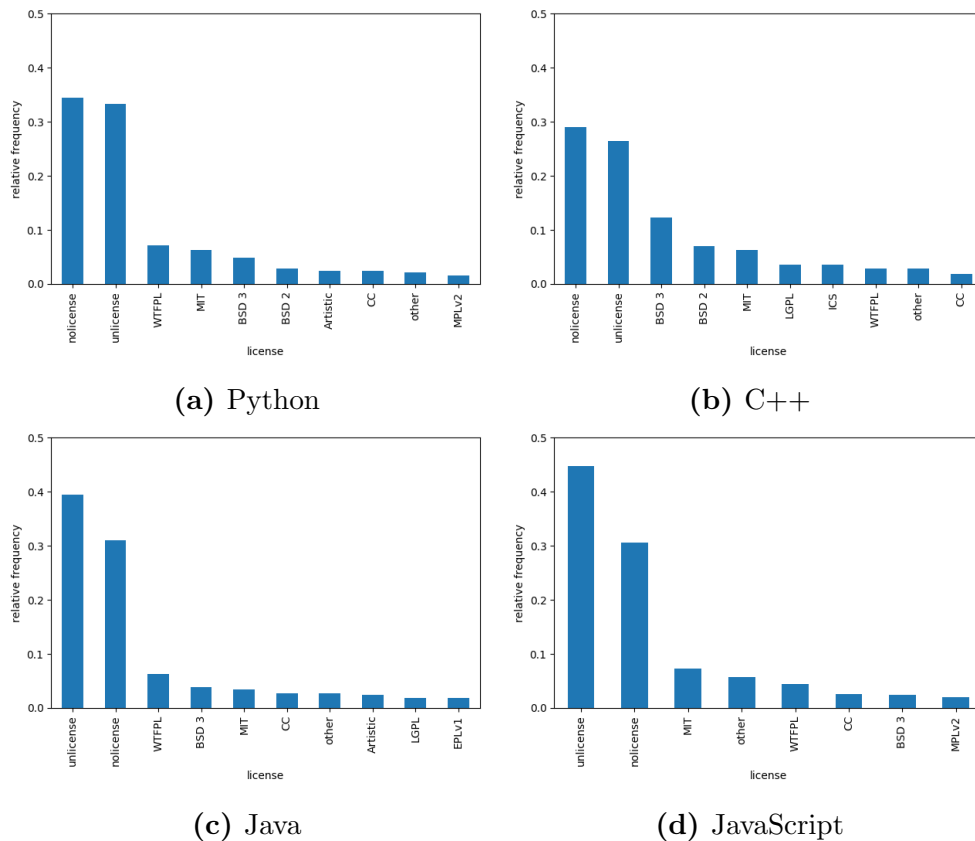 0.5
0.4
0.3
0.2
0.1
0.0
relative frequency
nolicense
unlicense
WTFPL
MIT
BSD 3
BSD 2
Artistic
CC
other
MPLv2
license
(a) Python
0.5
0.4
0.3
0.2
0.1
0.0
relative frequency
nolicense
unlicense
BSD 3
BSD 2
MIT
LGPL
ICS
WTFPL
other
CC
license
(b) C++
0.5
0.4
0.3
0.2
0.1
0.0
relative frequency
unlicense
nolicense
WTFPL
BSD 3
MIT
CC
other
Artistic
LGPL
EPLv1
license
(c) Java
0.5
0.4
0.3
0.2
0.1
0.0
relative frequency
unlicense
nolicense
MIT
other
WTFPL
CC
BSD 3
MPLv2
license
(d) JavaScript